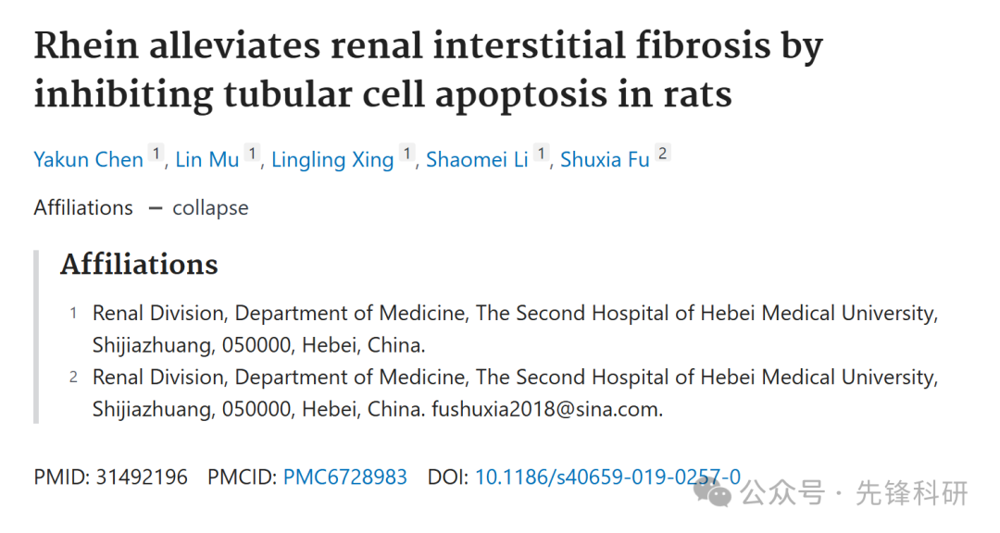 Rhein alleviates renal interstitial fibrosis by
inhibiting tubular cell apoptosis in rats
Yakun Chen 1, Lin Mu 1, Lingling Xing 1, Shaomei Li 1, Shuxia Fu 2
Affiliations − collapse
Affiliations
1 Renal Division, Department of Medicine, The Second Hospital of Hebei Medical University,
Shijiazhuang, 050000, Hebei, China.
2 Renal Division, Department of Medicine, The Second Hospital of Hebei Medical University,
Shijiazhuang, 050000, Hebei, China. fushuxia2018@sina.com.
PMID: 31492196 PMCID: PMC6728983 DOI: 10.1186/s40659-019-0257-0
公众号 · 先锋科研